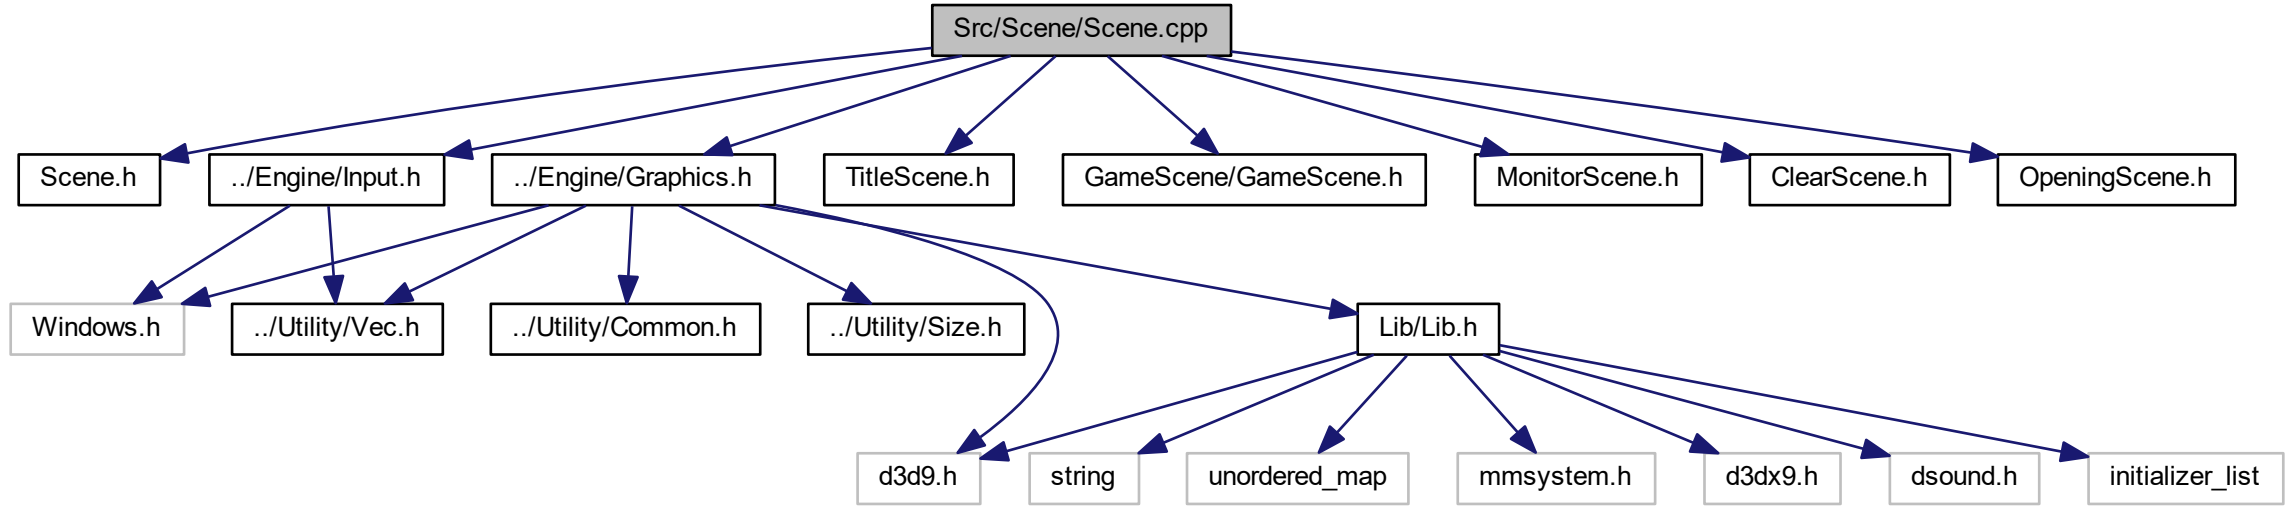 Src/Scene/Scene.cpp
Scene.h
../Engine/Input.h
../Engine/Graphics.h
TitleScene.h
GameScene/GameScene.h
MonitorScene.h
ClearScene.h
OpeningScene.h
Windows.h
../Utility/Vec.h
../Utility/Common.h
../Utility/Size.h
Lib/Lib.h
d3d9.h
string
unordered_map
mmsystem.h
d3dx9.h
dsound.h
initializer_list